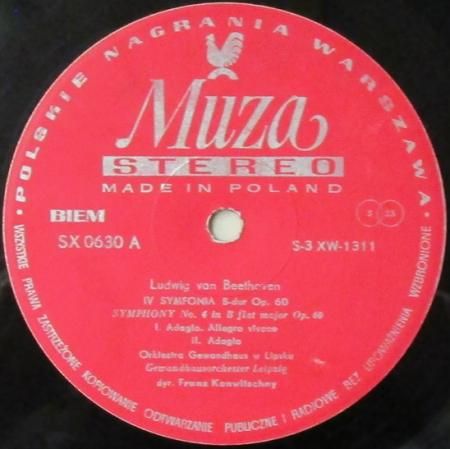 • POLSKIE NAGRANIA WARSZAWA •
Muza
STEREO
MADE IN POLAND
BIEM
SX 0630 A
S-3 XW-1311
Ludwig van Beethoven
IV SYMFONIA B-dur Op. 60
SYMPHONY No. 4 in B flat major Op. 60
I. Adagio. Allegro vivace
II. Adagio
Orkiestra Gewandhaus w Lipsku
Gewandhausorchester Leipzig
dyr. Franz Konwitschny
WSZYSTKIE PRAWA ZASTRZEŻONE KOPIOWANIE ODTWARZANIE PUBLICZNE I RADIOWE BEZ UPOWAŻNIENIA WZBRONIONE